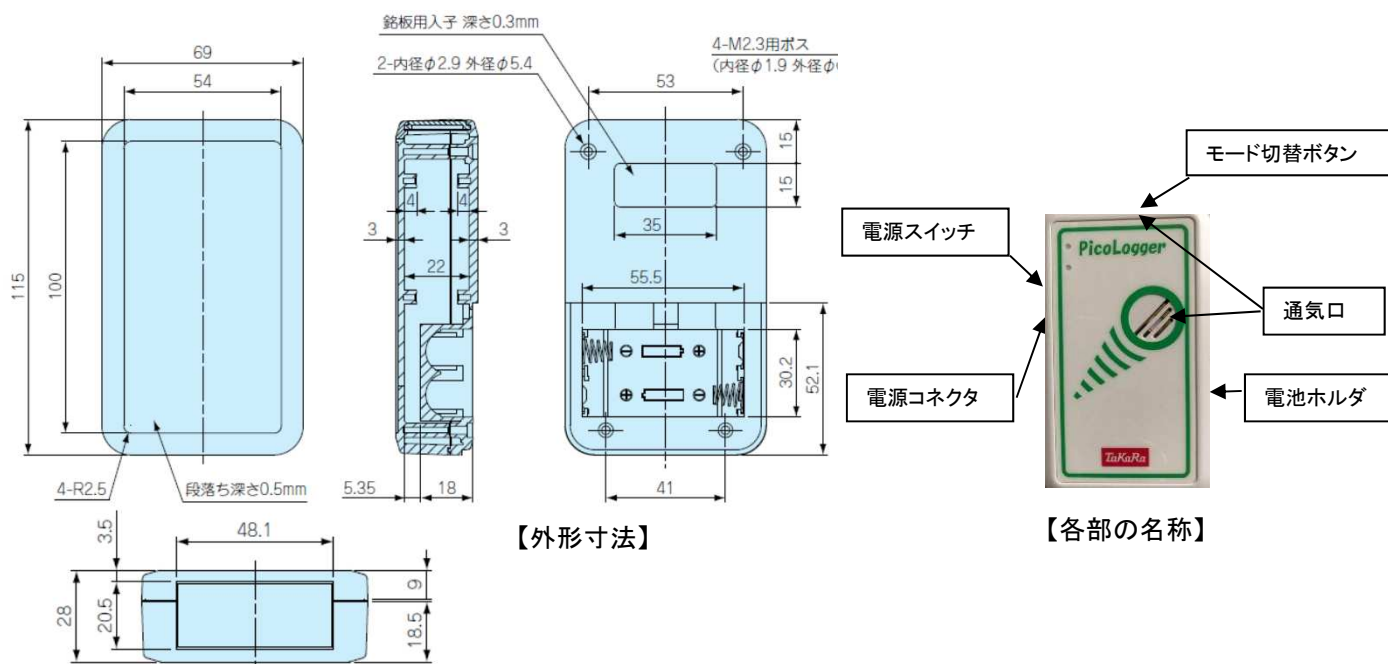 銘板用入子 深さ0.3mm
2-内径φ2.9 外径φ5.4
4-M2.3用ボス
(内径φ1.9 外径φ
69
54
115
100
4-R2.5
段落ち深さ0.5mm
4
4
3
3
22
5.35
18
53
15
15
35
55.5
⊖
⊕
⊕
⊖
30.2
52.1
41
3.5
48.1
28
20.5
9
18.5
【外形寸法】
モード切替ボタン
電源スイッチ
通気口
電源コネクタ
電池ホルダ
PicoLogger
TaKaRa
【各部の名称】